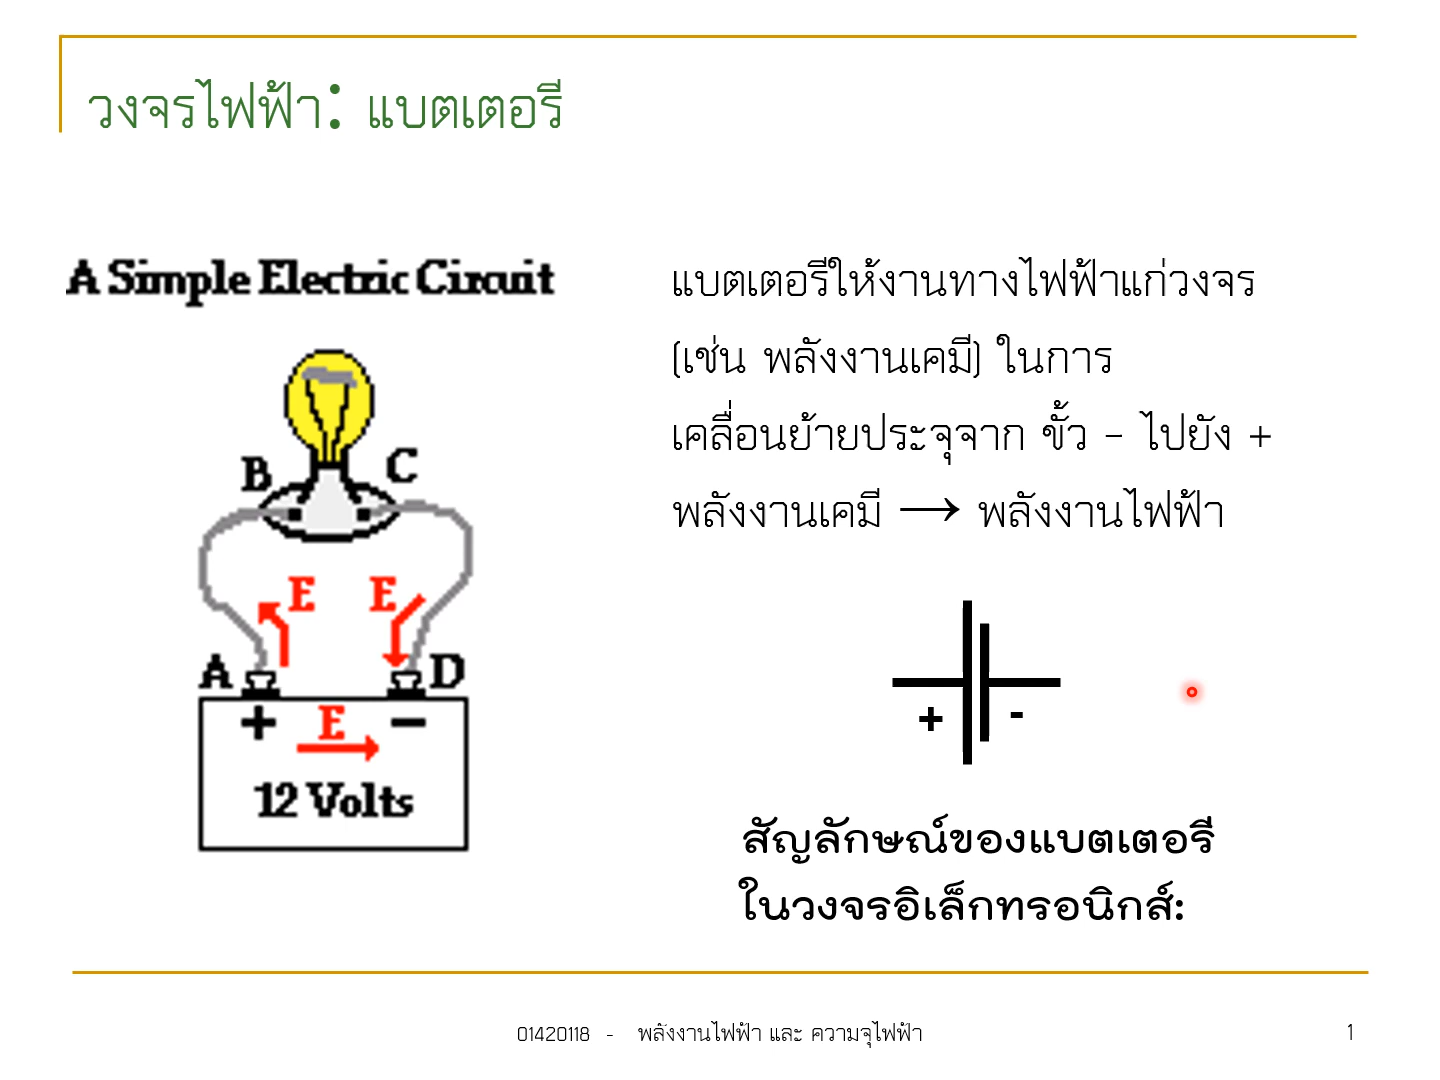 วงจรไฟฟ้า: แบตเตอรี
A Simple Electric Circuit
B C
E E
A D
+ E −
12 Volts
แบตเตอรีให้งานทางไฟฟ้าแก่วงจร
(เช่น พลังงานเคมี) ในการ
เคลื่อนย้ายประจุจาก ขั้ว - ไปยัง +
พลังงานเคมี → พลังงานไฟฟ้า
+ -
สัญลักษณ์ของแบตเตอรี
ในวงจรอิเล็กทรอนิกส์:
01420118 - พลังงานไฟฟ้า และ ความจุไฟฟ้า
1